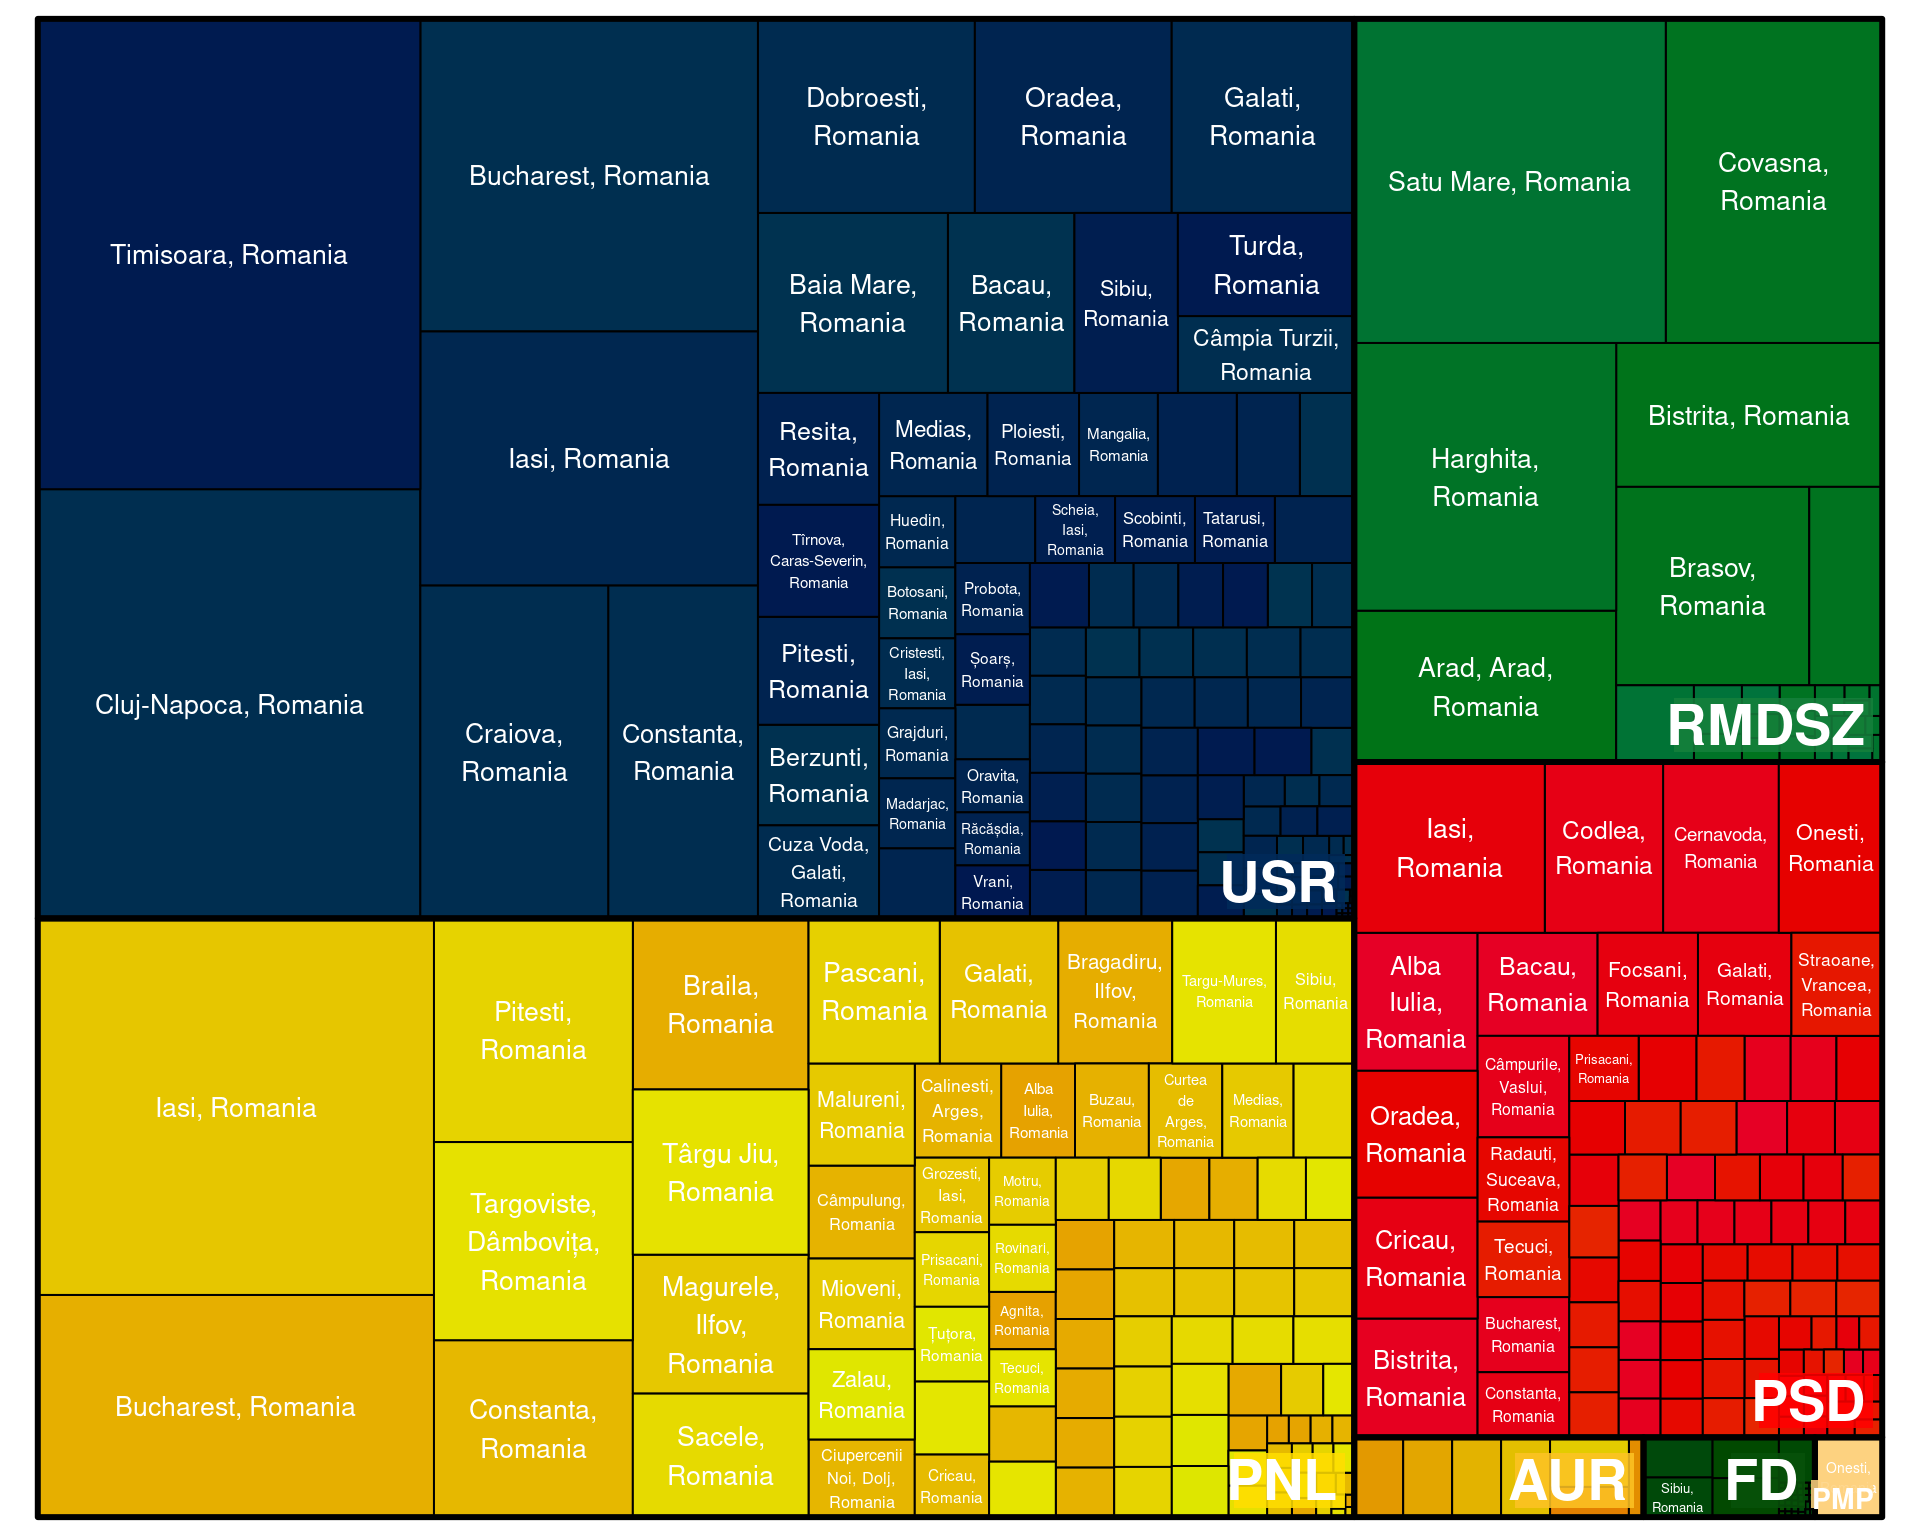 Timisoara, Romania
Cluj-Napoca, Romania
Bucharest, Romania
Iasi, Romania
Craiova,
Romania
Constanta,
Romania
Dobroesti,
Romania
Oradea,
Romania
Galati,
Romania
Baia Mare,
Romania
Bacau,
Romania
Sibiu,
Romania
Turda,
Romania
Câmpia Turzii,
Romania
Resita,
Romania
Tîrnova,
Caras-Severin,
Romania
Pitesti,
Romania
Berzunti,
Romania
Cuza Voda,
Galati,
Romania
Medias,
Romania
Ploiesti,
Romania
Mangalia,
Romania
Huedin,
Romania
Botosani,
Romania
Cristesti,
Iasi,
Romania
Grajduri,
Romania
Madarjac,
Romania
Scheia,
Iasi,
Romania
Scobinti,
Romania
Tatarusi,
Romania
Probota,
Romania
Șoarș,
Romania
Oravita,
Romania
Răcășdia,
Romania
Vrani,
Romania
USR
Satu Mare, Romania
Covasna,
Romania
Harghita,
Romania
Arad, Arad,
Romania
Bistrita, Romania
Brasov,
Romania
RMDSZ
Iasi, Romania
Bucharest, Romania
Pitesti,
Romania
Targoviste,
Dâmbovița,
Romania
Constanta,
Romania
Braila,
Romania
Târgu Jiu,
Romania
Magurele,
Ilfov,
Romania
Sacele,
Romania
Pascani,
Romania
Galati,
Romania
Bragadiru,
Ilfov,
Romania
Targu-Mures,
Romania
Sibiu,
Romania
Malureni,
Romania
Câmpulung,
Romania
Mioveni,
Romania
Zalau,
Romania
Ciupercenii
Noi, Dolj,
Romania
Calinesti,
Arges,
Romania
Alba
Iulia,
Romania
Buzau,
Romania
Curtea
de
Arges,
Romania
Medias,
Romania
Grozesti,
Iasi,
Romania
Prisacani,
Romania
Țuțora,
Romania
Cricau,
Romania
Motru,
Romania
Rovinari,
Romania
Agnita,
Romania
Tecuci,
Romania
PNL
Iasi,
Romania
Codlea,
Romania
Cernavoda,
Romania
Onesti,
Romania
Alba
Iulia,
Romania
Oradea,
Romania
Cricau,
Romania
Bistrita,
Romania
Bacau,
Romania
Focsani,
Romania
Galati,
Romania
Straoane,
Vrancea,
Romania
Câmpurile,
Vaslui,
Romania
Radauti,
Suceava,
Romania
Tecuci,
Romania
Bucharest,
Romania
Constanta,
Romania
Prisacani,
Romania
PSD
AUR
Sibiu,
Romania
FD
Onesti,
PMP